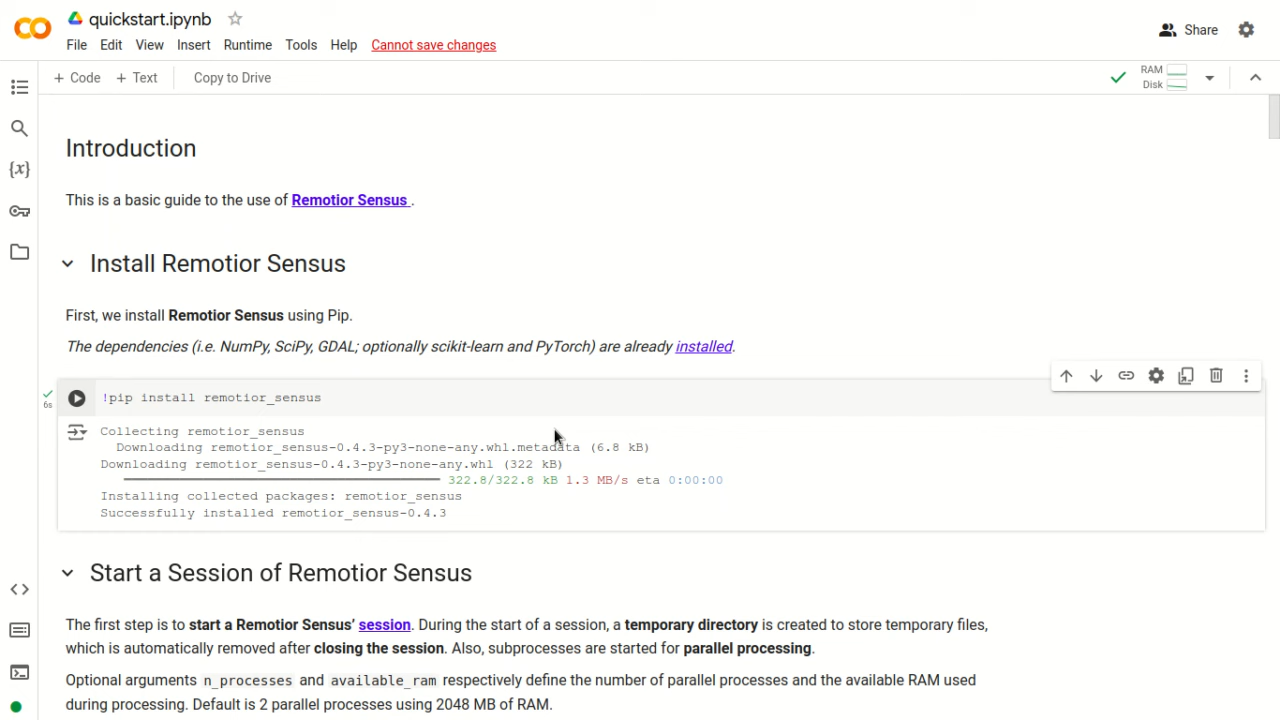 quickstart.ipynb
Share
File Edit View Insert Runtime Tools Help Cannot save changes
+ Code + Text Copy to Drive
RAM
Disk
Introduction
This is a basic guide to the use of Remotior Sensus .
Install Remotior Sensus
First, we install Remotior Sensus using Pip.
The dependencies (i.e. NumPy, SciPy, GDAL; optionally scikit-learn and PyTorch) are already installed.
6s
!pip install remotior_sensus
Collecting remotior_sensus
Downloading remotior_sensus-0.4.3-py3-none-any.whl.metadata (6.8 kB)
Downloading remotior_sensus-0.4.3-py3-none-any.whl (322 kB)
322.8/322.8 kB 1.3 MB/s eta 0:00:00
Installing collected packages: remotior_sensus
Successfully installed remotior_sensus-0.4.3
Start a Session of Remotior Sensus
The first step is to start a Remotior Sensus’ session. During the start of a session, a temporary directory is created to store temporary files,
which is automatically removed after closing the session. Also, subprocesses are started for parallel processing.
Optional arguments n_processes and available_ram respectively define the number of parallel processes and the available RAM used
during processing. Default is 2 parallel processes using 2048 MB of RAM.